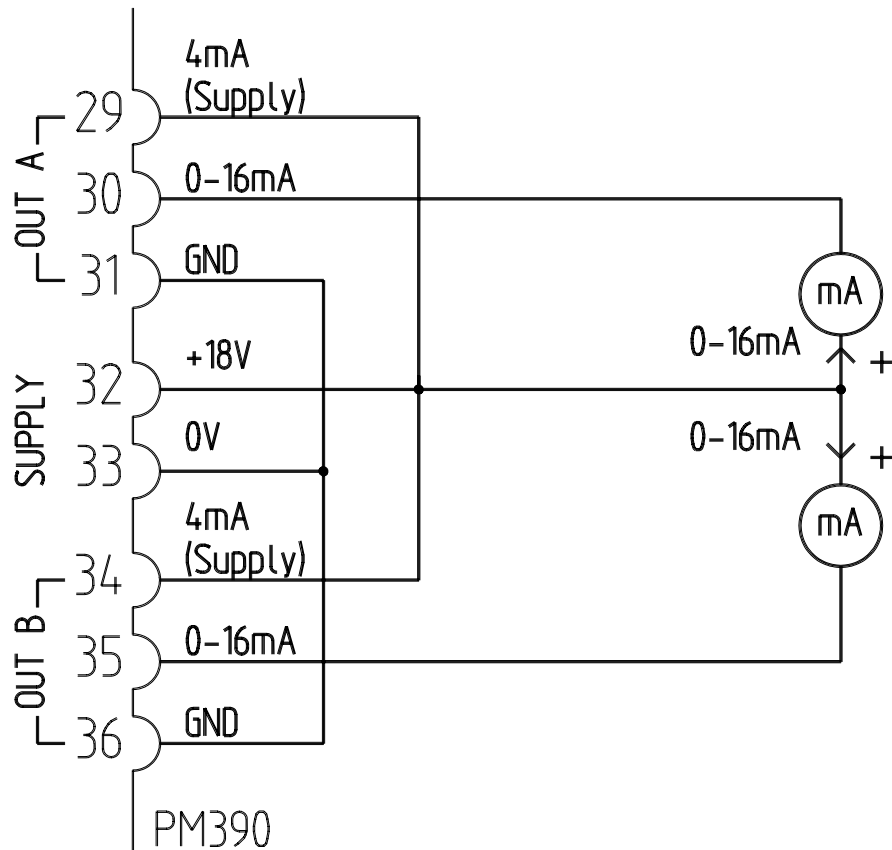 4mA
(Supply)
29
OUT A
30
0-16mA
31
GND
mA
0-16mA
+
+18V
32
SUPPLY
0V
33
0-16mA
+
mA
4mA
(Supply)
34
OUT B
35
0-16mA
36
GND
PM390